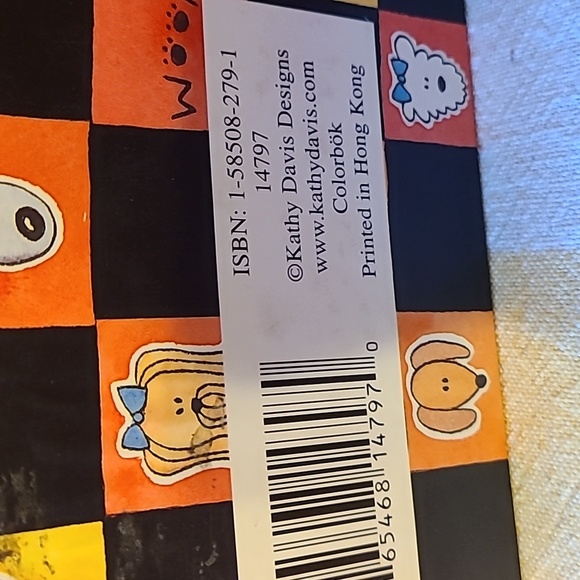 ISBN: 1-58508-279-1
14797
©Kathy Davis Designs
www.kathydavis.com
Colorbök
Printed in Hong Kong
65468 14797 0